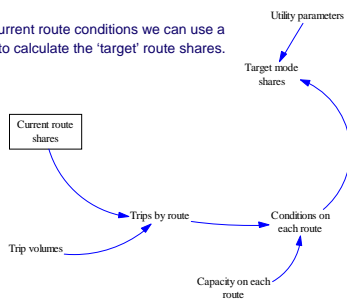 urrent route conditions we can use a
to calculate the ‘target’ route shares.
Utility parameters
Target mode
shares
Current route
shares
Trips by route
Conditions on
each route
Trip volumes
Capacity on each
route